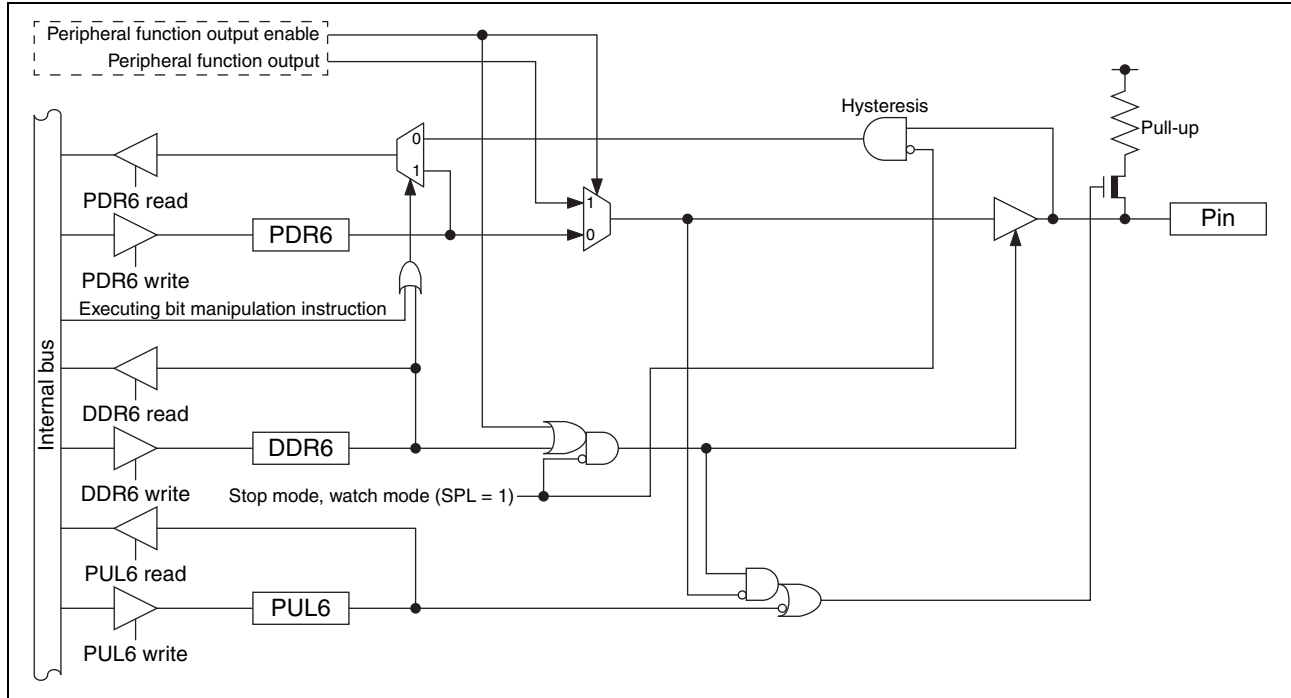 Peripheral function output enable
Peripheral function output
Hysteresis
Pull-up
0
1
PDR6 read
1
0
PDR6
Pin
PDR6 write
Executing bit manipulation instruction
Internal bus
DDR6 read
DDR6
DDR6 write
Stop mode, watch mode (SPL = 1)
PUL6 read
PUL6
PUL6 write